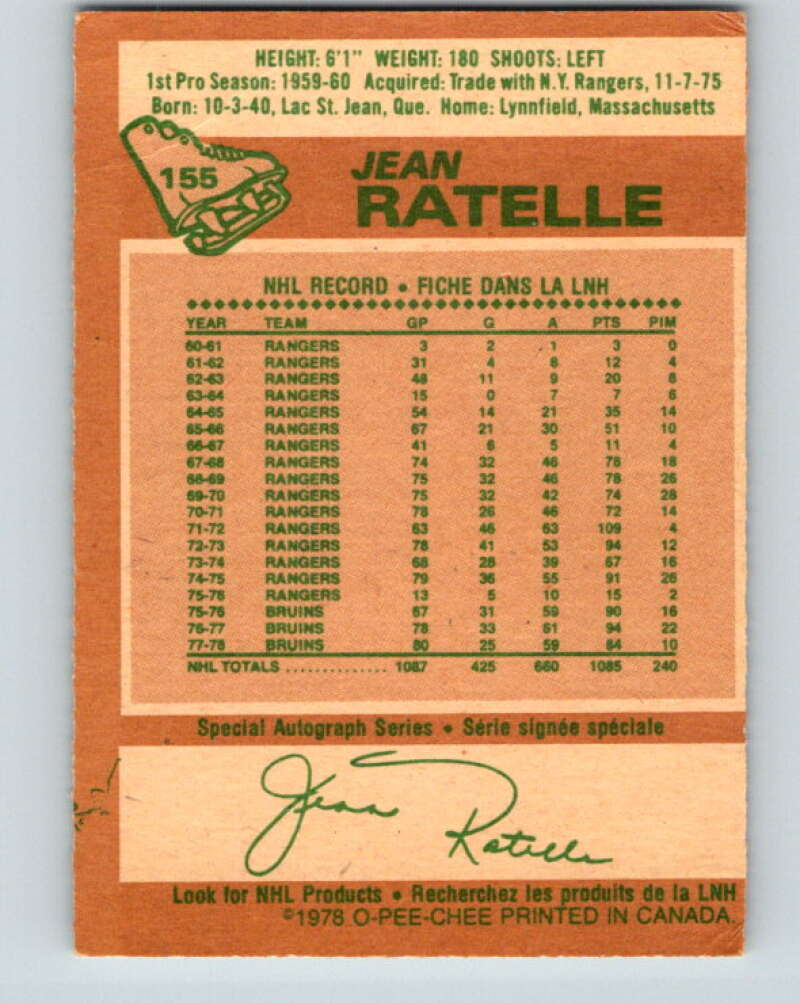 HEIGHT: 6'1" WEIGHT: 180 SHOOTS: LEFT
1st Pro Season: 1959-60 Acquired: Trade with N.Y. Rangers, 11-7-75
Born: 10-3-40, Lac St. Jean, Que. Home: Lynnfield, Massachusetts
155
JEAN
RATELLE
NHL RECORD • FICHE DANS LA LNH
YEAR TEAM GP G A PTS PIM
60-61 RANGERS 3 2 1 3 0
61-62 RANGERS 31 4 8 12 4
62-63 RANGERS 48 11 9 20 8
63-64 RANGERS 15 0 7 7 6
64-65 RANGERS 54 14 21 35 14
65-66 RANGERS 67 21 30 51 10
66-67 RANGERS 41 6 5 11 4
67-68 RANGERS 74 32 46 78 18
68-69 RANGERS 75 32 46 78 26
69-70 RANGERS 75 32 42 74 28
70-71 RANGERS 78 26 46 72 14
71-72 RANGERS 63 46 63 109 4
72-73 RANGERS 78 41 53 94 12
73-74 RANGERS 68 28 39 67 16
74-75 RANGERS 79 36 55 91 26
75-76 RANGERS 13 5 10 15 2
75-76 BRUINS 67 31 59 90 16
76-77 BRUINS 78 33 61 94 22
77-78 BRUINS 80 25 59 84 10
NHL TOTALS .............. 1087 425 660 1085 240
Special Autograph Series • Série signée spéciale
Jean Ratelle
Look for NHL Products • Recherchez les produits de la LNH
©1978 O-PEE-CHEE PRINTED IN CANADA.